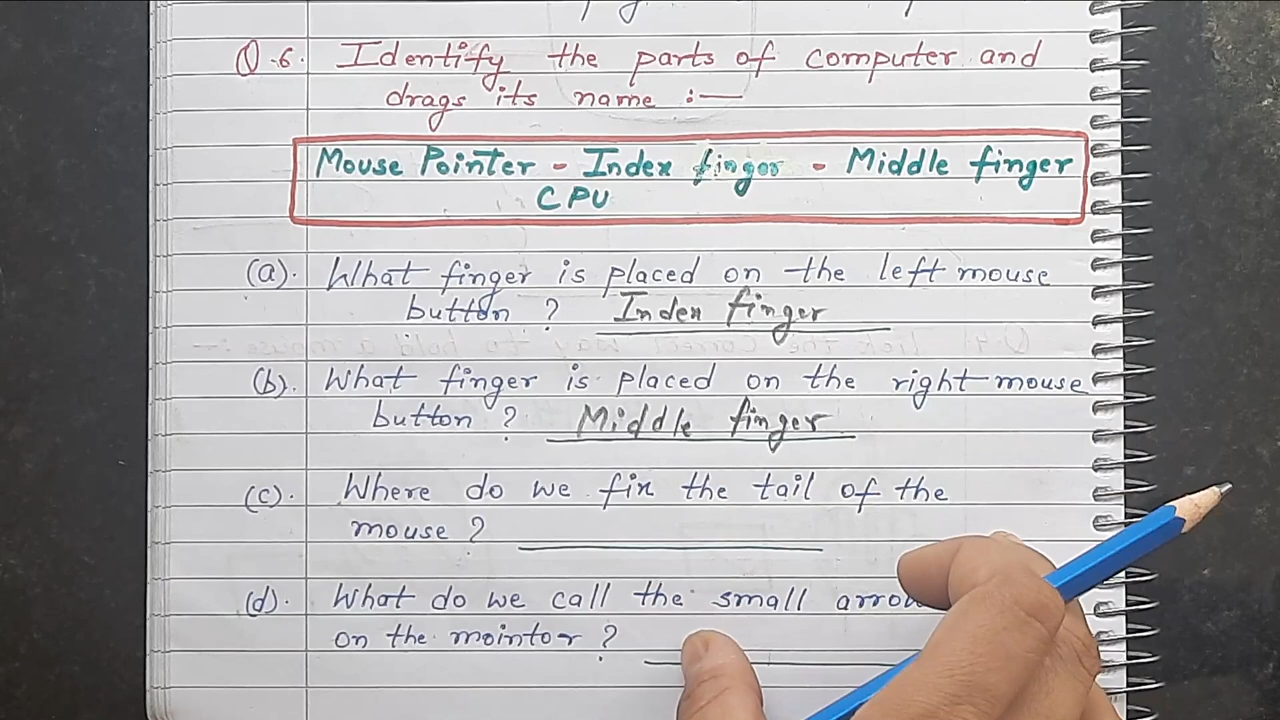 Q.6. Identify the parts of computer and
drags its name :—
Mouse Pointer - Index finger - Middle finger
CPU
(a). What finger is placed on the left mouse
button ? Index finger
(b). What finger is placed on the right mouse
button ? Middle finger
(c). Where do we fix the tail of the
mouse ?
(d). What do we call the small
on the mointor ?